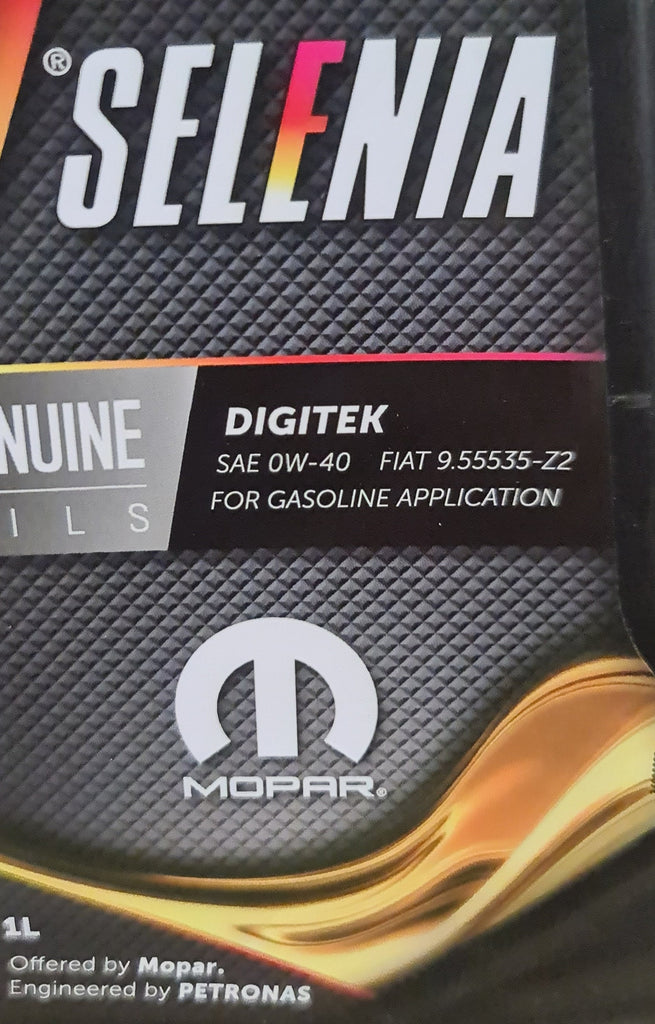 ®SELENIA
NUINE
ILS
DIGITEK
SAE 0W-40 FIAT 9.55535-Z2
FOR GASOLINE APPLICATION
MOPAR®
1L
Offered by Mopar.
Engineered by PETRONAS